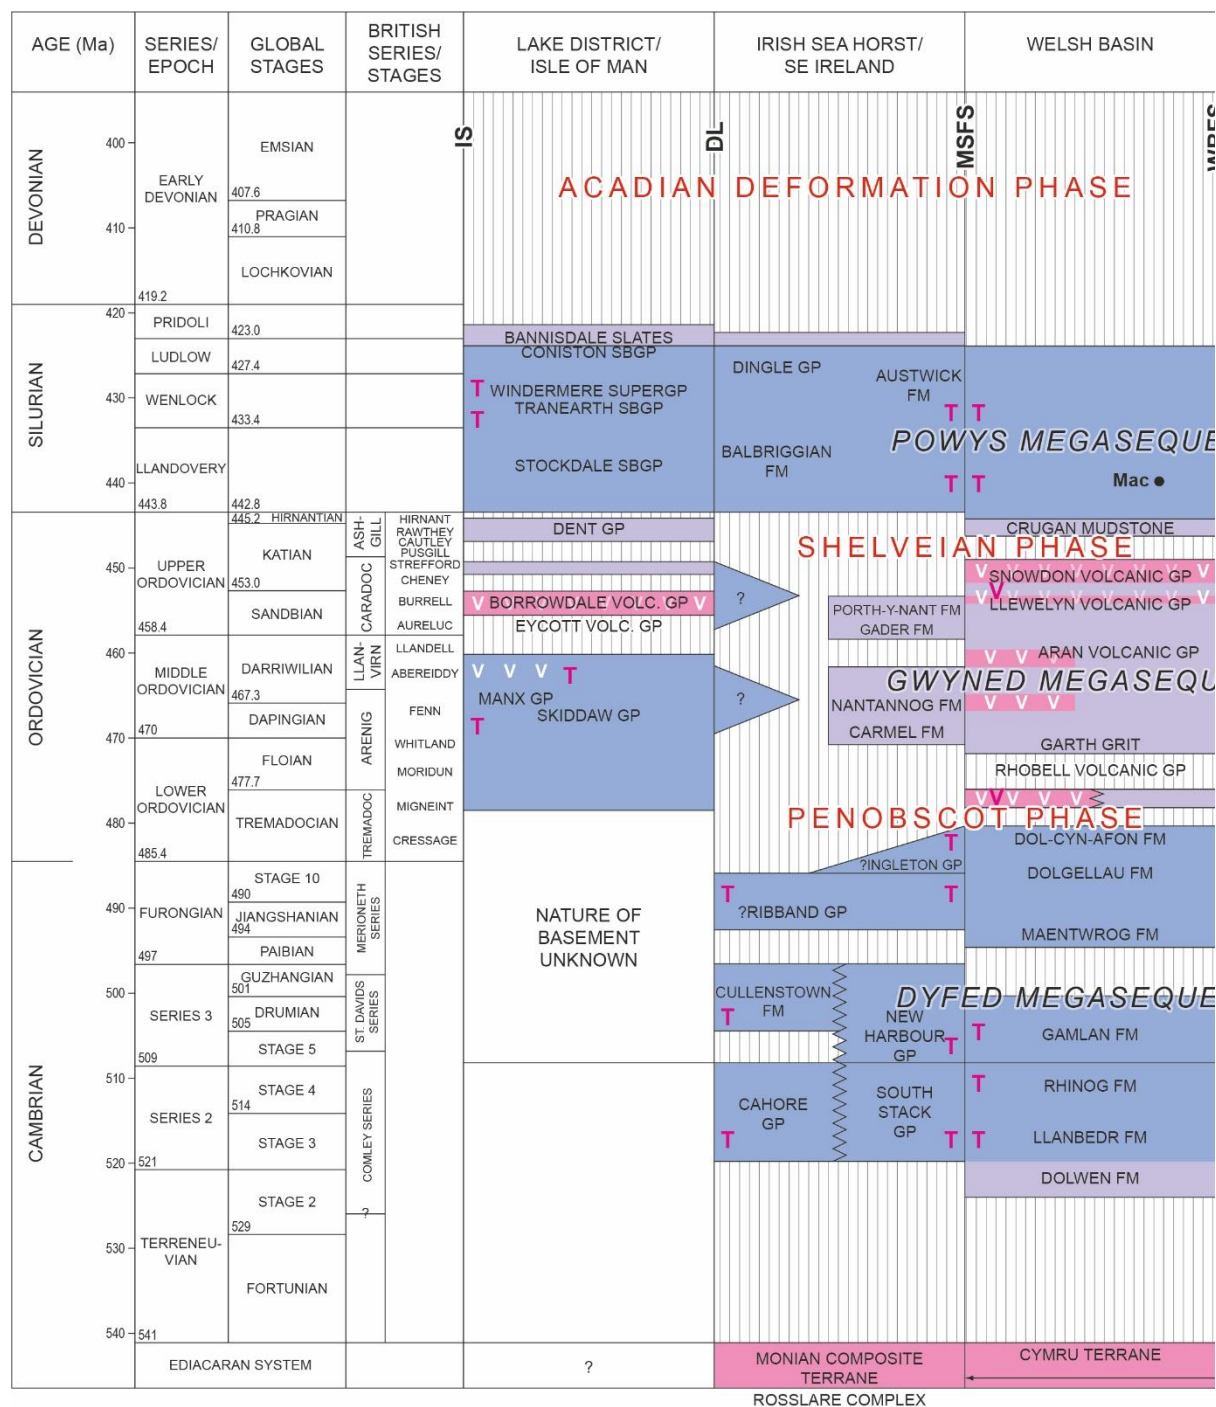 AGE (Ma)
SERIES/
EPOCH
GLOBAL
STAGES
BRITISH
SERIES/
STAGES
LAKE DISTRICT/
ISLE OF MAN
IRISH SEA HORST/
SE IRELAND
WELSH BASIN
IS
DL
MSFS
ACADIAN DEFORMATION PHASE
DEVONIAN
400
410
EARLY
DEVONIAN
419.2
EMSIAN
407.6
PRAGIAN
410.8
LOCHKOVIAN
SILURIAN
420
430
440
PRIDOLI
423.0
LUDLOW
427.4
WENLOCK
433.4
LLANDOVERY
443.8
442.8
BANNISDALE SLATES
CONISTON SBGP
T WINDERMERE SUPERGP
T TRANEARTH SBGP
STOCKDALE SBGP
DINGLE GP
AUSTWICK
FM
T T
BALBRIGGIAN
FM
T T
POWYS MEGASEQUE
Mac
ORDOVICIAN
450
460
470
480
UPPER
ORDOVICIAN
458.4
MIDDLE
ORDOVICIAN
470
LOWER
ORDOVICIAN
485.4
445.2 HIRNANTIAN
KATIAN
453.0
SANDBIAN
DARRIWILIAN
467.3
DAPINGIAN
FLOIAN
477.7
TREMADOCIAN
ASH-
GILL
CARADOC
LLAN-
VIRN
ARENIG
TREMADOC
HIRNANT
RAWTHEY
CAUTLEY
PUSGILL
STREFFORD
CHENEY
BURRELL
AURELUC
LLANDELL
ABEREIDDY
FENN
WHITLAND
MORIDUN
MIGNEINT
CRESSAGE
DENT GP
V BORROWDALE VOLC. GP V
EYCOTT VOLC. GP
V V V T
MANX GP
SKIDDAW GP
T
?
?
SHELVEIAN PHASE
PORTH-Y-NANT FM
GADER FM
NANTANNOG FM
CARMEL FM
CRUGAN MUDSTONE
SNOWDON VOLCANIC GP
V
LLEWELYN VOLCANIC GP
ARAN VOLCANIC GP
V V V
GWYNED MEGASEQU
V V V
GARTH GRIT
RHOBELL VOLCANIC GP
V V V V V
PENOBSCOT PHASE
T
?INGLETON GP
DOL-CYN-AFON FM
DOLGELLAU FM
MAENTWROG FM
CAMBRIAN
490
500
510
520
530
540
FURONGIAN
497
SERIES 3
509
SERIES 2
521
TERRENEU-
VIAN
541
STAGE 10
490
JIANGSHANIAN
494
PAIBIAN
GUZHANGIAN
501
DRUMIAN
505
STAGE 5
STAGE 4
514
STAGE 3
STAGE 2
529
FORTUNIAN
MERIONETH
SERIES
ST. DAVIDS
SERIES
COMLEY SERIES
?
NATURE OF
BASEMENT
UNKNOWN
T T
?RIBBAND GP
CULLENSTOWN
FM
T
NEW
HARBOUR
GP
T
DYFED MEGASEQUE
T
GAMLAN FM
CAHORE
GP
T
SOUTH
STACK
GP
T
T
RHINOG FM
T
LLANBEDR FM
DOLWEN FM
EDIACARAN SYSTEM
?
MONIAN COMPOSITE
TERRANE
CYMRU TERRANE
ROSSLARE COMPLEX